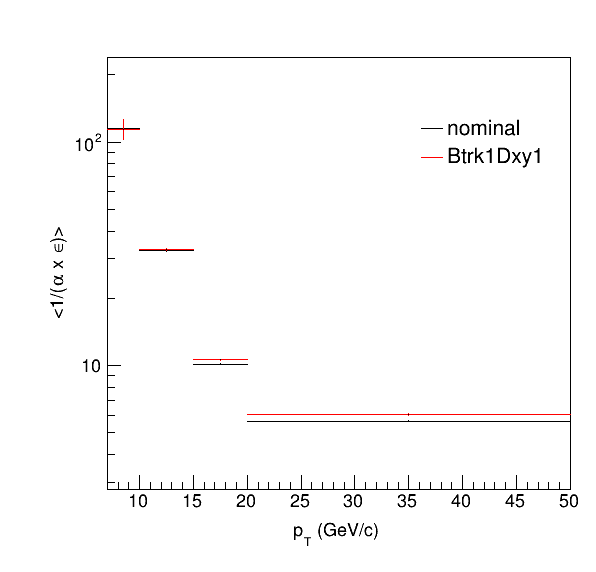 nominal
Btrk1Dxy1
10²
10
<1/(α x ϵ)>
10 15 20 25 30 35 40 45 50
p_T (GeV/c)